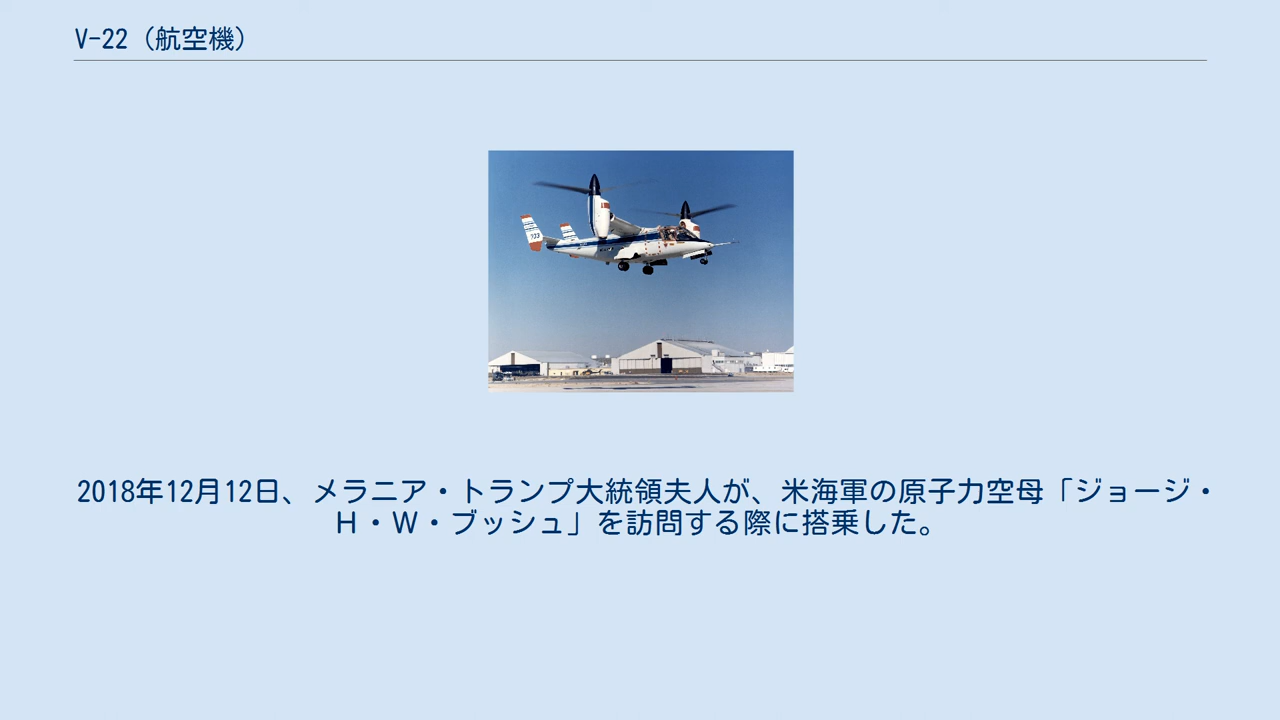 V-22（航空機）
2018年12月12日、メラニア・トランプ大統領夫人が、米海軍の原子力空母「ジョージ・
Ｈ・Ｗ・ブッシュ」を訪問する際に搭乗した。